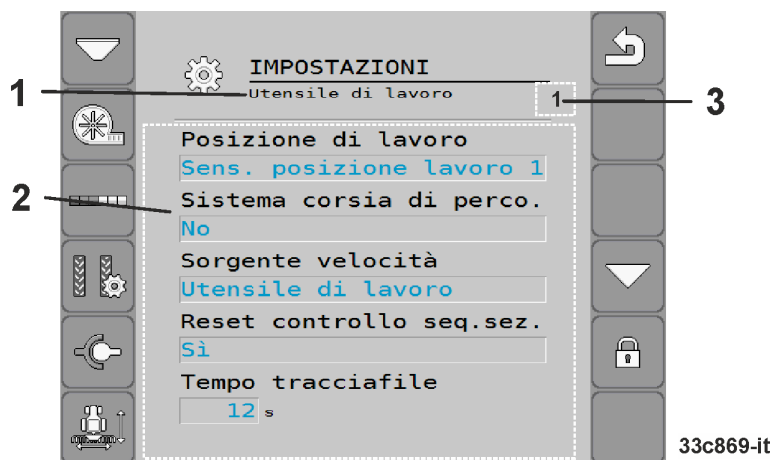 IMPOSTAZIONI
Utensile di lavoro
1
1
3
Posizione di lavoro
Sens. posizione lavoro 1
2
Sistema corsia di perco.
No
Sorgente velocità
Utensile di lavoro
Reset controllo seq.sez.
Sì
Tempo tracciafile
12 s
33c869-it